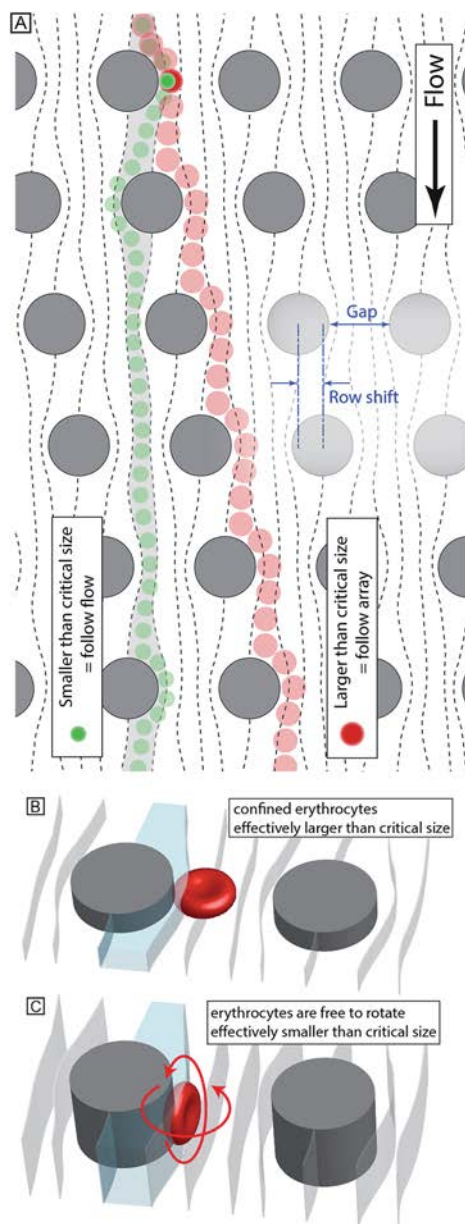 A
Flow
Gap
Row shift
Smaller than critical size
= follow flow
Larger than critical size
= follow array
B
confined erythrocytes
effectively larger than critical size
C
erythrocytes are free to rotate
effectively smaller than critical size